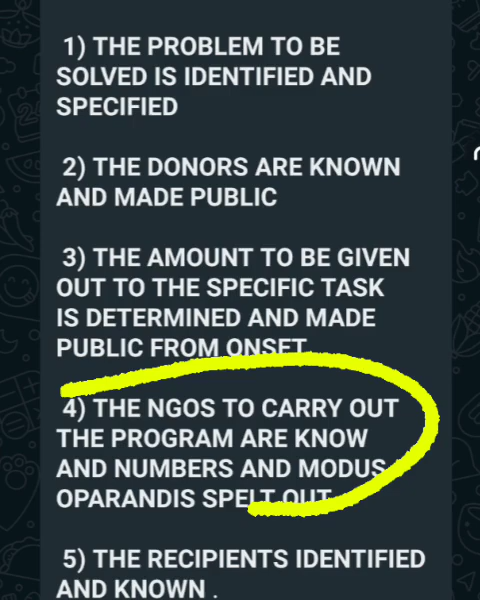 1) THE PROBLEM TO BE
SOLVED IS IDENTIFIED AND
SPECIFIED
2) THE DONORS ARE KNOWN
AND MADE PUBLIC
3) THE AMOUNT TO BE GIVEN
OUT TO THE SPECIFIC TASK
IS DETERMINED AND MADE
PUBLIC FROM ONSET
4) THE NGOS TO CARRY OUT
THE PROGRAM ARE KNOW
AND NUMBERS AND MODUS
OPARANDIS SPELT OUT
5) THE RECIPIENTS IDENTIFIED
AND KNOWN .